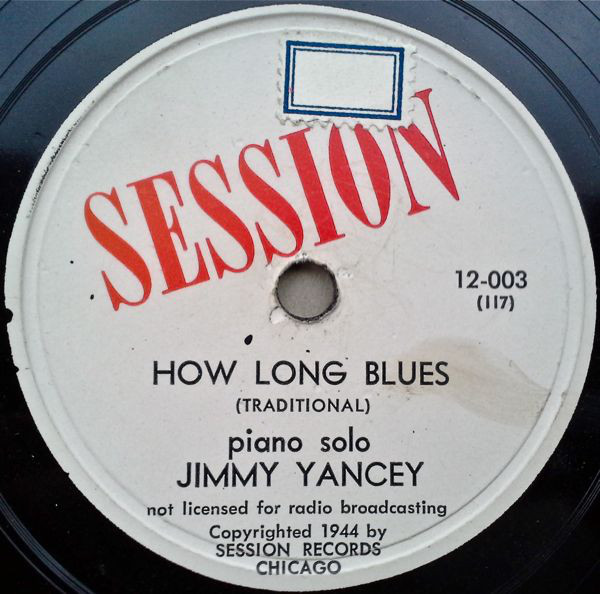 SESSION
12-003
(117)
HOW LONG BLUES
(TRADITIONAL)
piano solo
JIMMY YANCEY
not licensed for radio broadcasting
Copyrighted 1944 by
SESSION RECORDS
CHICAGO